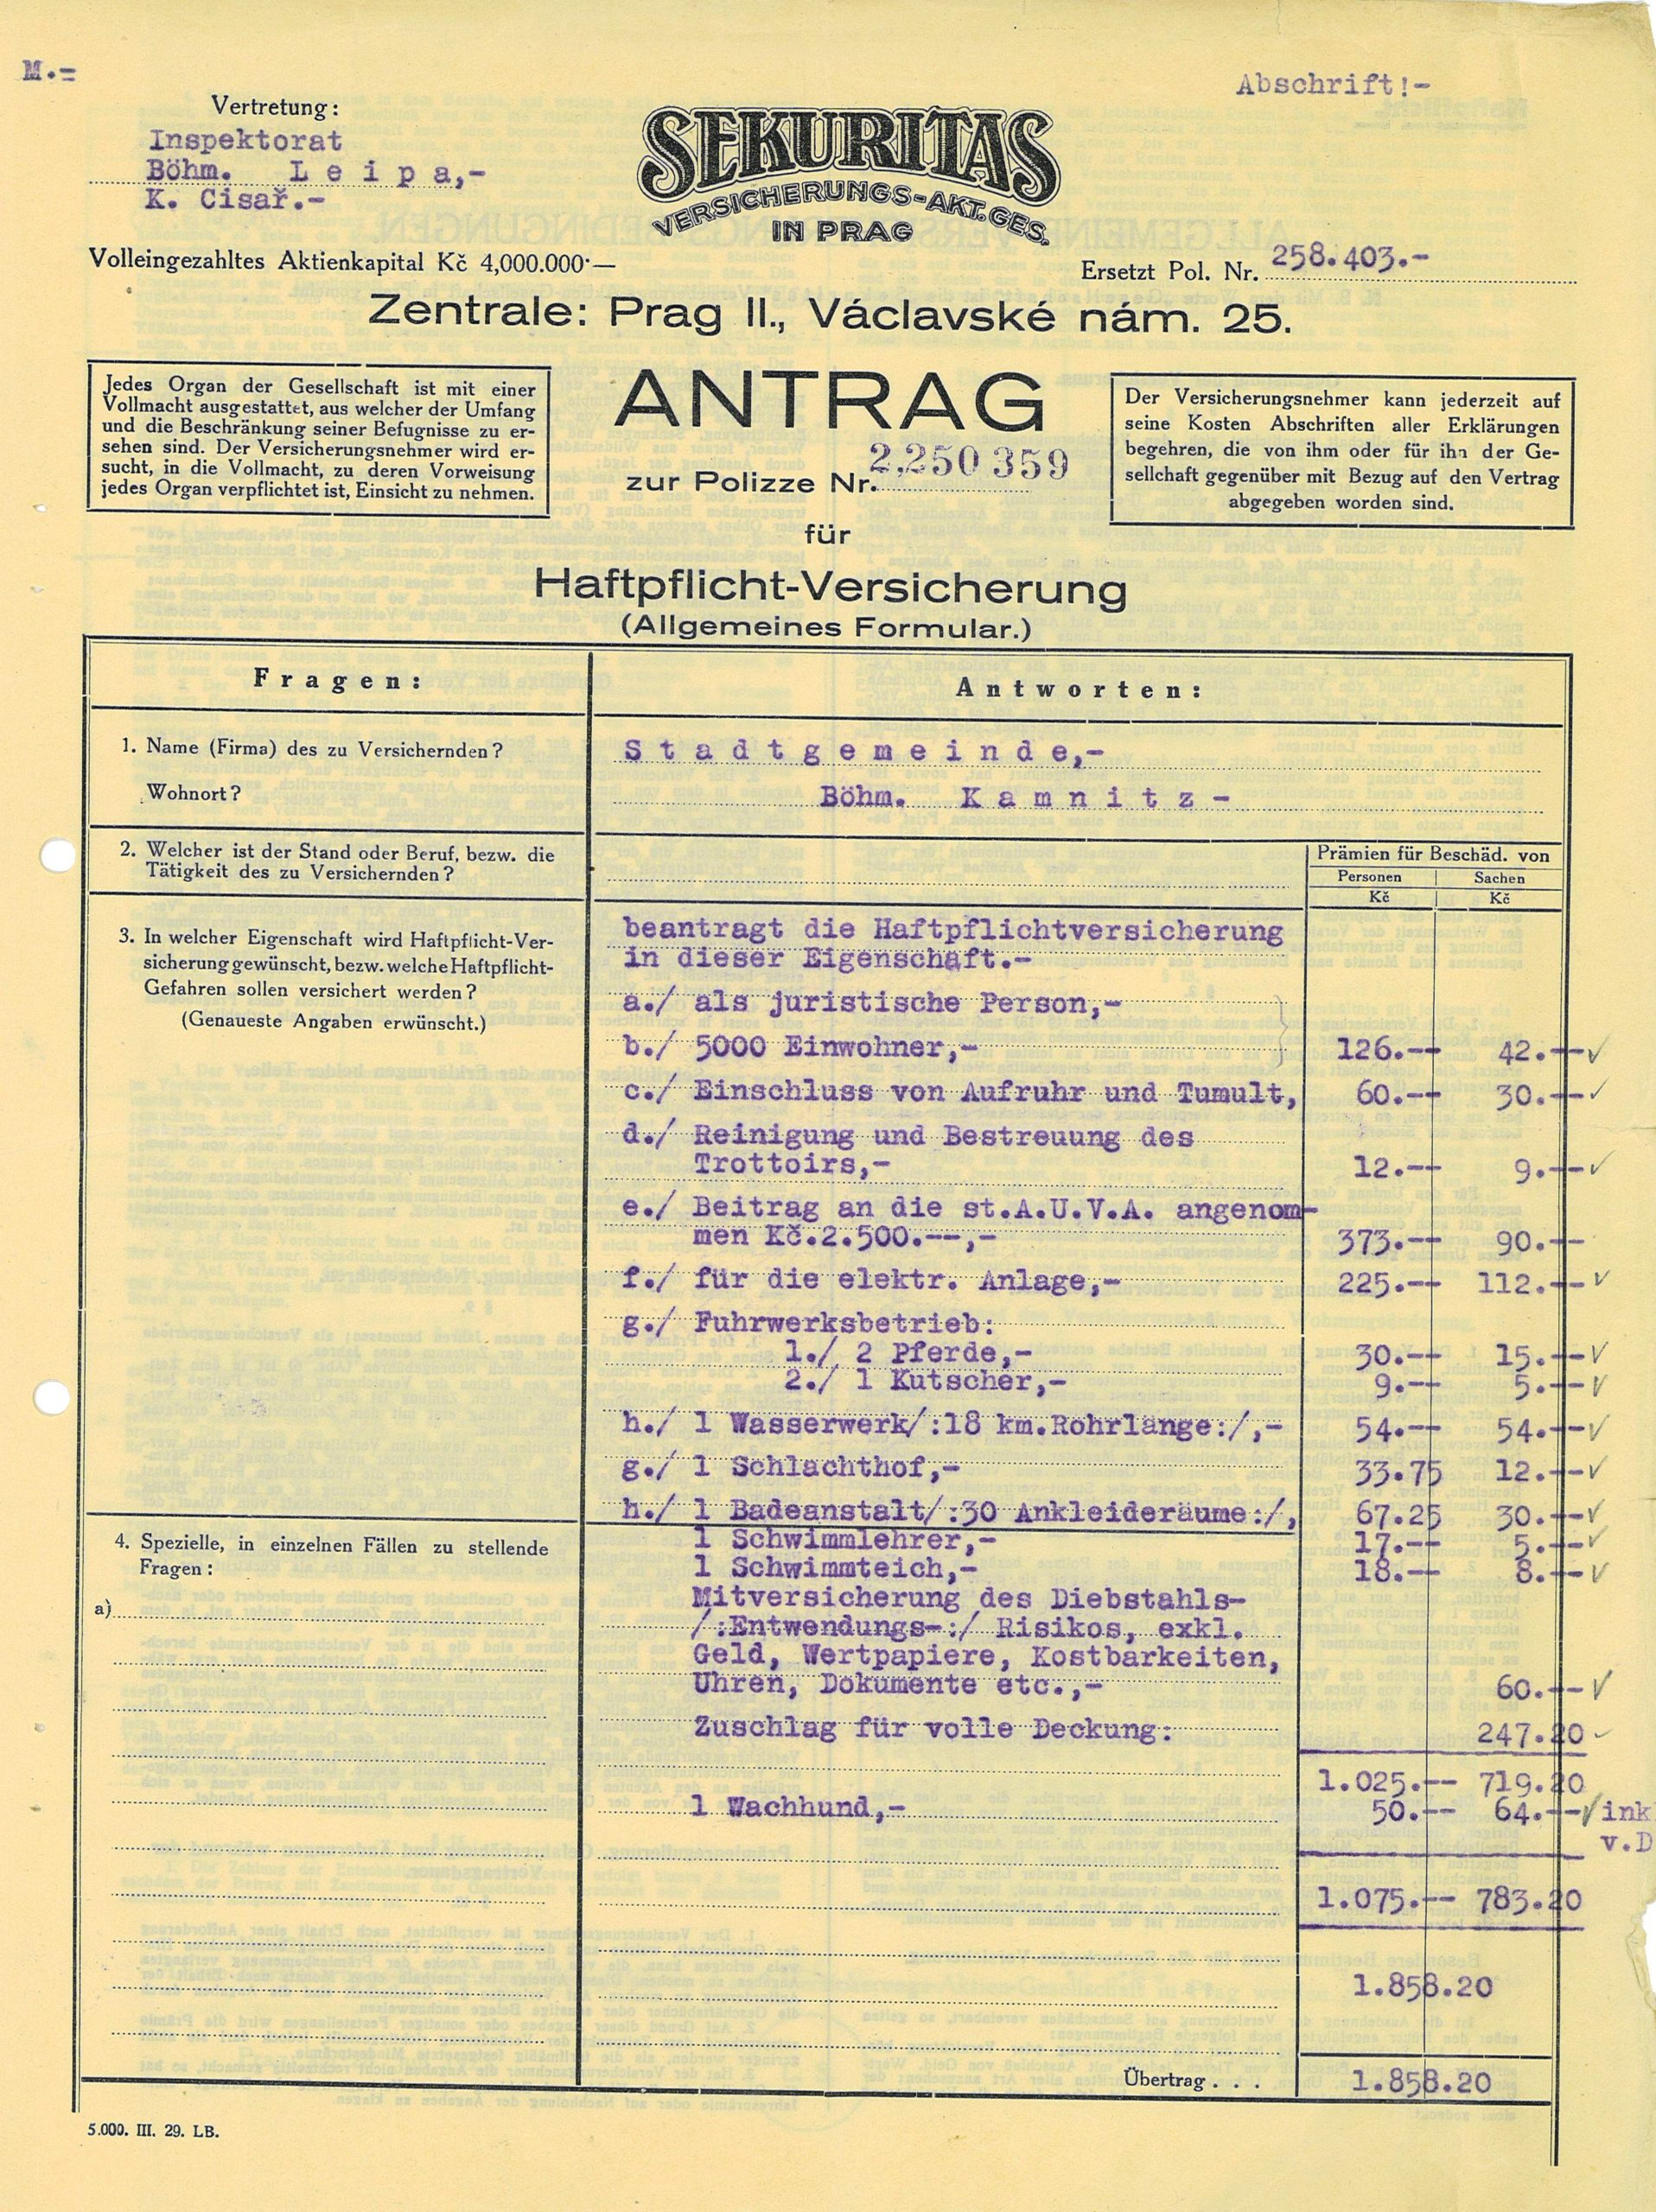 M.=
Abschrift!-
Vertretung:
Inspektorat
Böhm. L e i p a,-
K. Cisař.-
SEKURITAS
VERSICHERUNGS-AKT. GES.
IN PRAG
Volleingezahltes Aktienkapital Kč 4,000.000·—
Ersetzt Pol. Nr. 258.403.-
Zentrale: Prag II., Václavské nám. 25.
Jedes Organ der Gesellschaft ist mit einer
Vollmacht ausgestattet, aus welcher der Umfang
und die Beschränkung seiner Befugnisse zu er-
sehen sind. Der Versicherungsnehmer wird er-
sucht, in die Vollmacht, zu deren Vorweisung
jedes Organ verpflichtet ist, Einsicht zu nehmen.
ANTRAG
zur Polizze Nr. 2,250 359
für
Haftpflicht-Versicherung
(Allgemeines Formular.)
Der Versicherungsnehmer kann jederzeit auf
seine Kosten Abschriften aller Erklärungen
begehren, die von ihm oder für ihn der Ge-
sellschaft gegenüber mit Bezug auf den Vertrag
abgegeben worden sind.
Fragen: Antworten:
1. Name (Firma) des zu Versichernden? S t a d t g e m e i n d e,-
Wohnort? Böhm. K a m n i t z -
2. Welcher ist der Stand oder Beruf, bezw. die
Tätigkeit des zu Versichernden?
Prämien für Beschäd. von
Personen Sachen
Kč Kč
3. In welcher Eigenschaft wird Haftpflicht-Ver-
sicherung gewünscht, bezw. welche Haftpflicht-
Gefahren sollen versichert werden?
(Genaueste Angaben erwünscht.)
beantragt die Haftpflichtversicherung
in dieser Eigenschaft.-
a./ als juristische Person,-
b./ 5000 Einwohner,- 126.-- 42.--✓
c./ Einschluss von Aufruhr und Tumult, 60.-- 30.--✓
d./ Reinigung und Bestreuung des
Trottoirs,- 12.-- 9.--✓
e./ Beitrag an die st.A.U.V.A. angenom-
men Kč.2.500.--,- 373.-- 90.--
f./ für die elektr. Anlage,- 225.-- 112.--✓
g./ Fuhrwerksbetrieb:
1./ 2 Pferde,- 30.-- 15.--✓
2./ 1 Kutscher,- 9.-- 5.--✓
h./ 1 Wasserwerk/:18 km.Rohrlänge:/,- 54.-- 54.--✓
g./ 1 Schlachthof,- 33.75 12.--✓
h./ 1 Badeanstalt/:30 Ankleideräume:/, 67.25 30.--✓
1 Schwimmlehrer,- 17.-- 5.--✓
1 Schwimmteich,- 18.-- 8.--✓
4. Spezielle, in einzelnen Fällen zu stellende
Fragen:
a)
Mitversicherung des Diebstahls-
/:Entwendungs-:/ Risikos, exkl.
Geld, Wertpapiere, Kostbarkeiten,
Uhren, Dokumente etc.,- 60.--✓
Zuschlag für volle Deckung: 247.20
1.025.-- 719.20
1 Wachhund,- 50.-- 64.--✓ink
v.D
1.075.-- 783.20
1.858.20
Übertrag . . . 1.858.20
5.000. III. 29. LB.